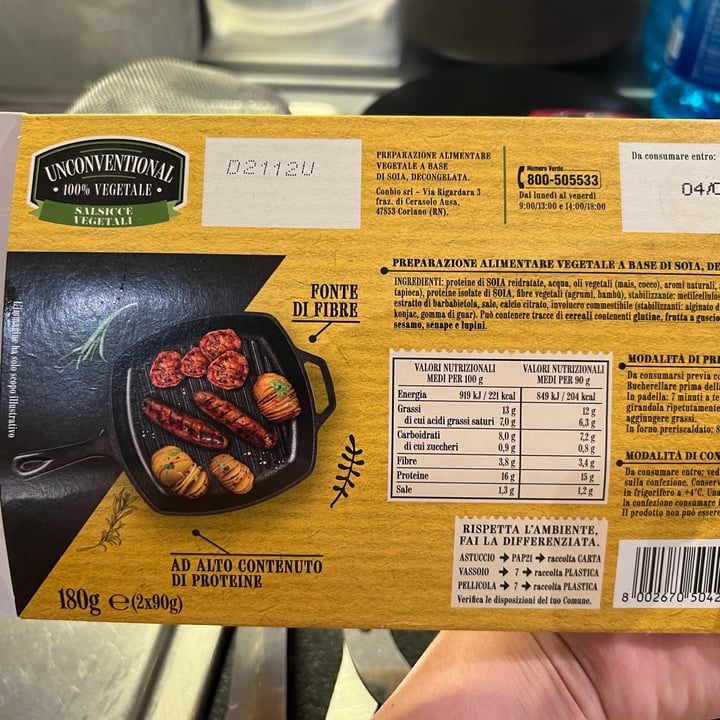 UNCONVENTIONAL
• 100% VEGETALE •
SALSICCE
VEGETALI
02112U
PREPARAZIONE ALIMENTARE
VEGETALE A BASE
DI SOIA, DECONGELATA.
Conbio srl - Via Rigardara 3
fraz. di Cerasolo Ausa,
47853 Coriano (RN).
Numero Verde
800-505533
Dal lunedì al venerdì
9:00/13:00 e 14:00/18:00
Da consumare entro:
04/
PREPARAZIONE ALIMENTARE VEGETALE A BASE DI SOIA, DE
INGREDIENTI: proteine di SOIA reidratate, acqua, oli vegetali (mais, cocco), aromi naturali,
tapioca), proteine isolate di SOIA, fibre vegetali (agrumi, bambù), stabilizzante: metilcellulo
estratto di barbabietola, sale, calcio citrato, involucro commestibile (stabilizzanti: alginato d
konjac, gomma di guar). Può contenere tracce di cereali contenenti glutine, frutta a guscio
sesamo, senape e lupini.
FONTE
DI FIBRE
VALORI NUTRIZIONALI
MEDI PER 100 g
VALORI NUTRIZIONALI
MEDI PER 90 g
Energia 919 kJ / 221 kcal 849 kJ / 204 kcal
Grassi 13 g 12 g
di cui acidi grassi saturi 7,0 g 6,3 g
Carboidrati 8,0 g 7,2 g
di cui zuccheri 0,9 g 0,8 g
Fibre 3,8 g 3,4 g
Proteine 16 g 15 g
Sale 1,3 g 1,2 g
MODALITÀ DI PR
Da consumarsi previa co
Bucherellare prima del
In padella: 7 minuti a fe
girandola ripetutament
aggiungere grassi.
In forno preriscaldato: 8
MODALITÀ DI CON
Da consumare entro: ved
sulla confezione. Conserv
in frigorifero a +4°C. Una
la confezione consumare
Il prodotto non può essere
RISPETTA L'AMBIENTE,
FAI LA DIFFERENZIATA.
ASTUCCIO → PAP21 → raccolta CARTA
VASSOIO → 7 → raccolta PLASTICA
PELLICOLA → 7 → raccolta PLASTICA
Verifica le disposizioni del tuo Comune.
8 002670 5042
AD ALTO CONTENUTO
DI PROTEINE
180g e (2x90g)
L'immagine ha solo scopo illustrativo